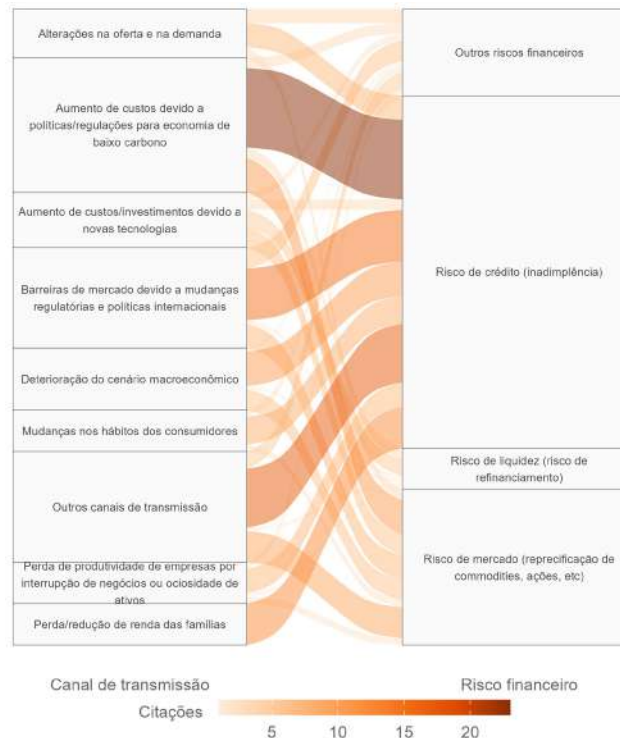 Alterações na oferta e na demanda
Aumento de custos devido a
políticas/regulações para economia de
baixo carbono
Aumento de custos/investimentos devido a
novas tecnologias
Barreiras de mercado devido a mudanças
regulatórias e políticas internacionais
Deterioração do cenário macroeconômico
Mudanças nos hábitos dos consumidores
Outros canais de transmissão
Perda de produtividade de empresas por
interrupção de negócios ou ociosidade de
ativos
Perda/redução de renda das famílias
Outros riscos financeiros
Risco de crédito (inadimplência)
Risco de liquidez (risco de
refinanciamento)
Risco de mercado (reprecificação de
commodities, ações, etc)
Canal de transmissão
Risco financeiro
Citações
5 10 15 20